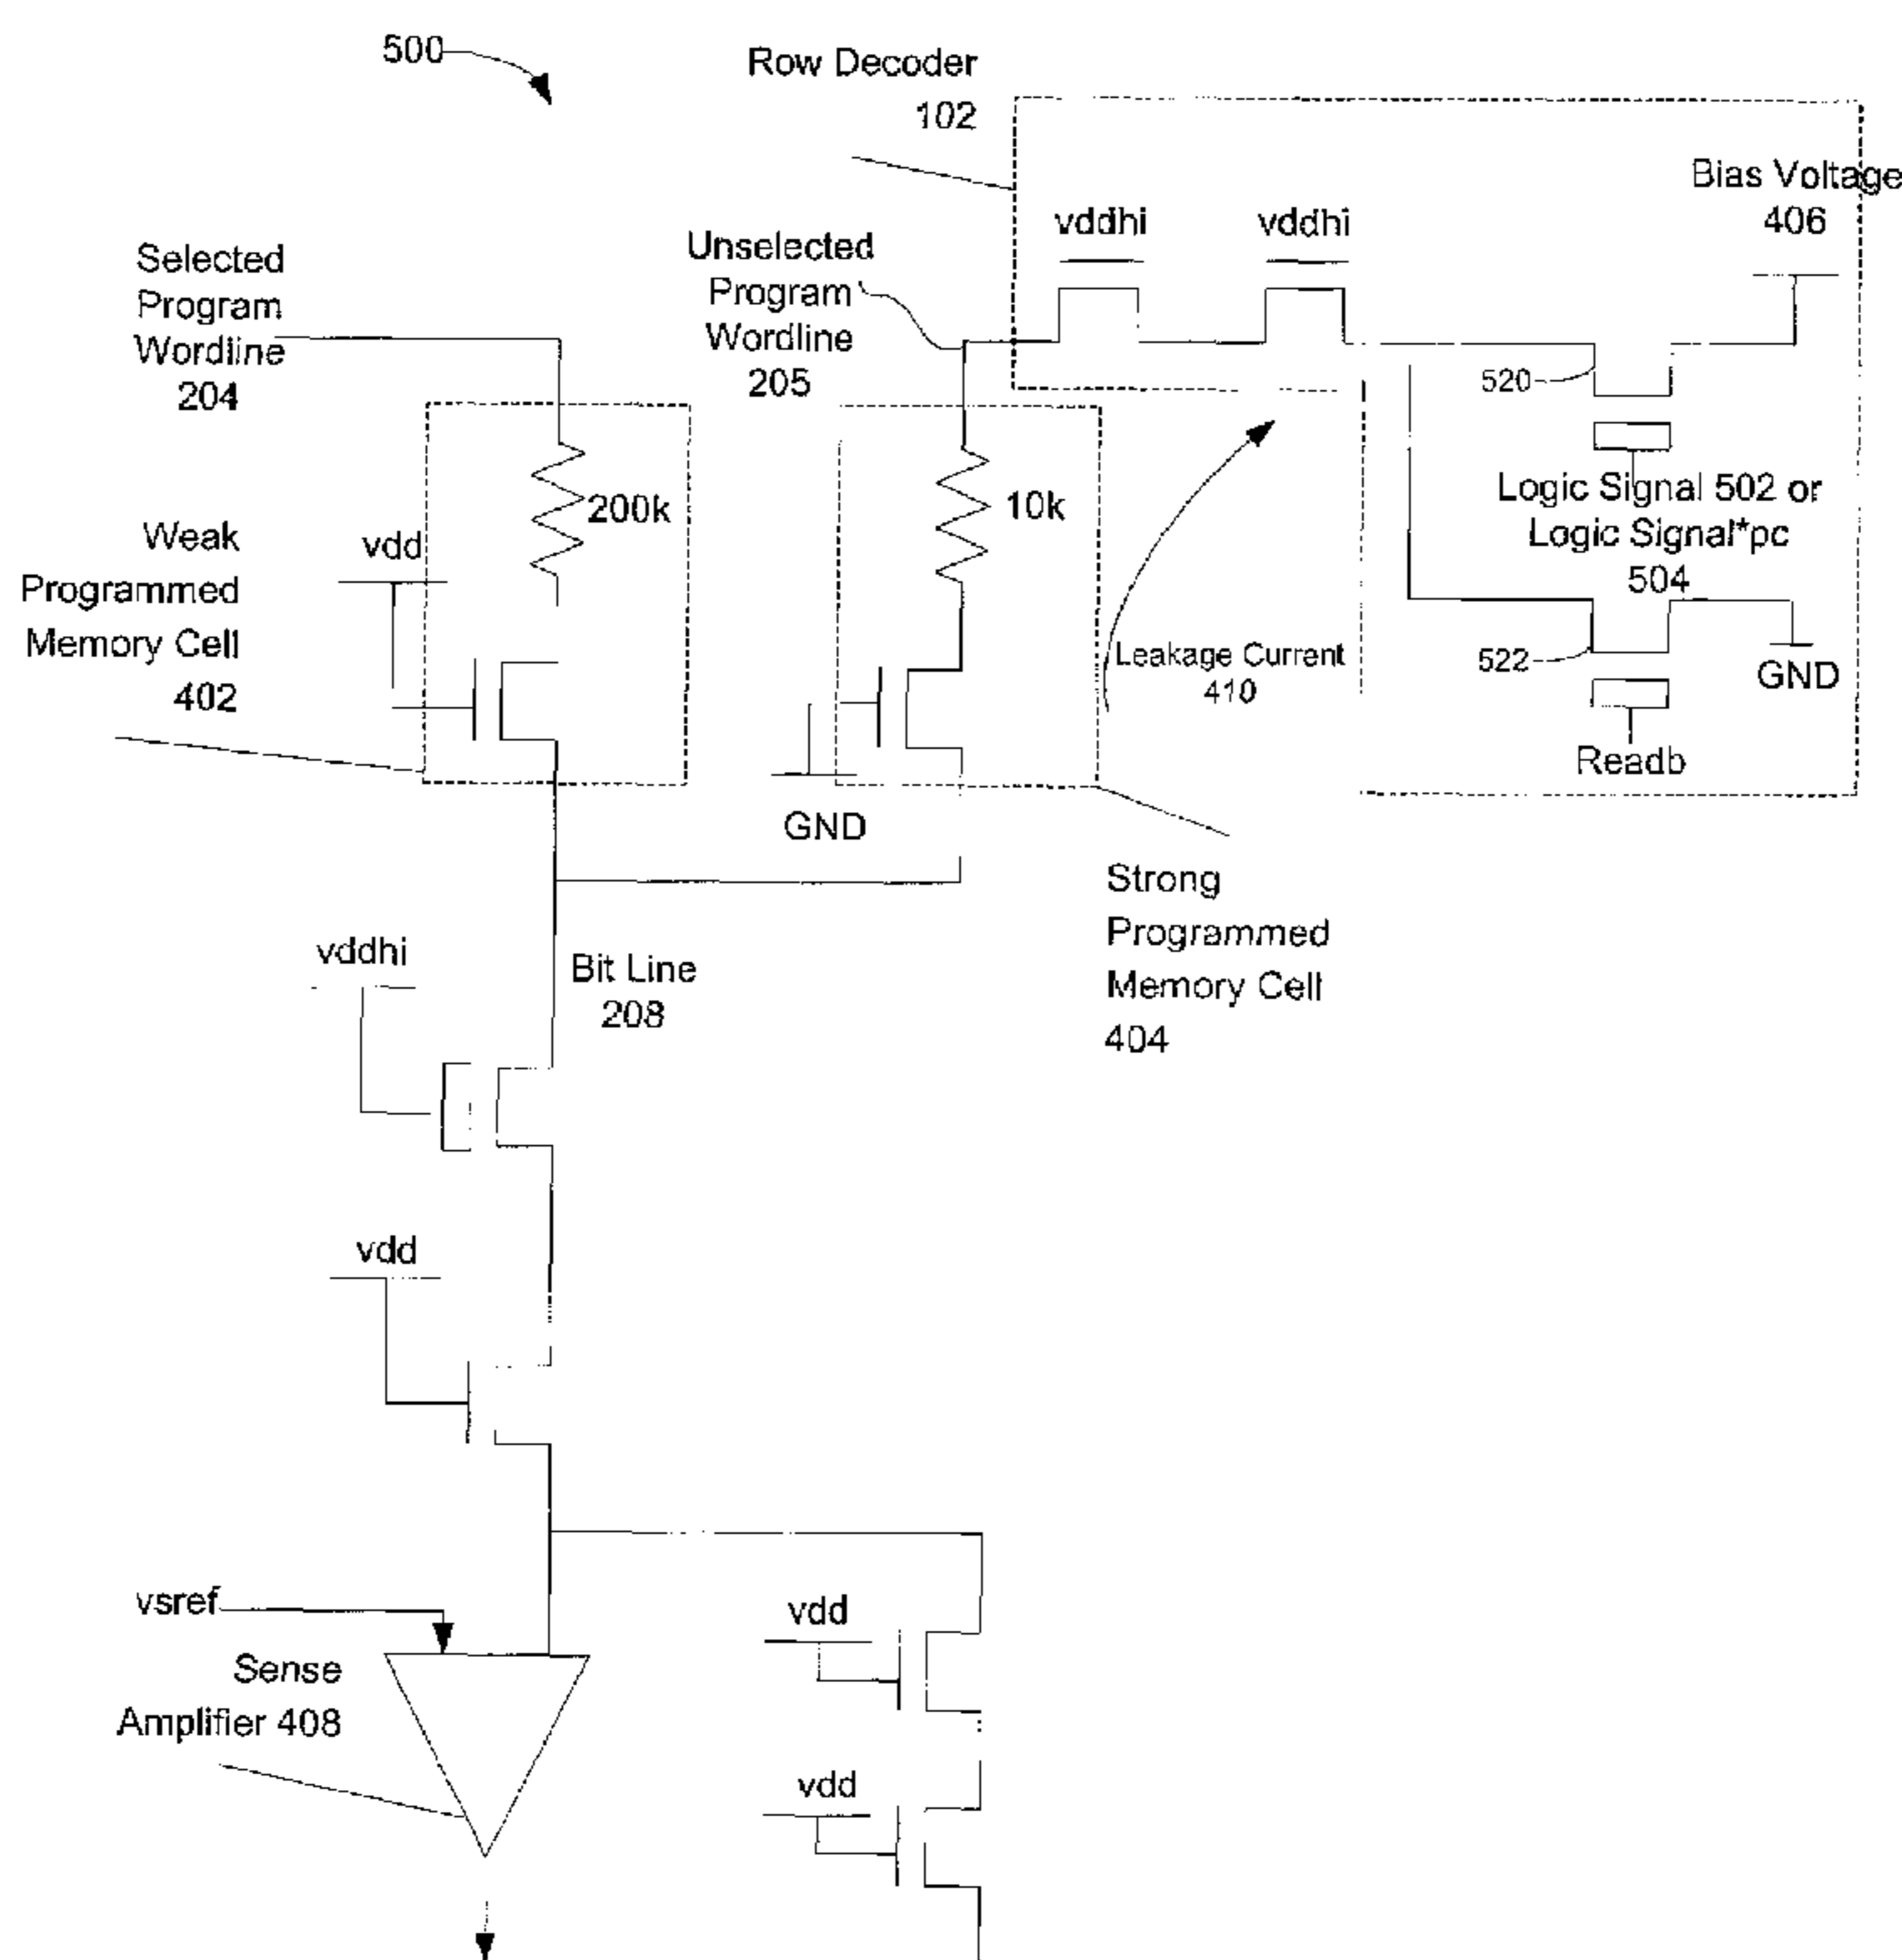 500
Row Decoder
102
Bias Voltage
406
vddhi
vddhi
Selected
Program
Wordline
204
Unselected
Program
Wordline
205
520
200k
10k
Logic Signal 502 or
Logic Signal*pc
504
Weak
Programmed
Memory Cell
402
vdd
Leakage Current
410
522
GND
Readb
GND
Strong
Programmed
Memory Cell
404
vddhi
Bit Line
208
vdd
vsref
vdd
Sense
Amplifier 408
vdd